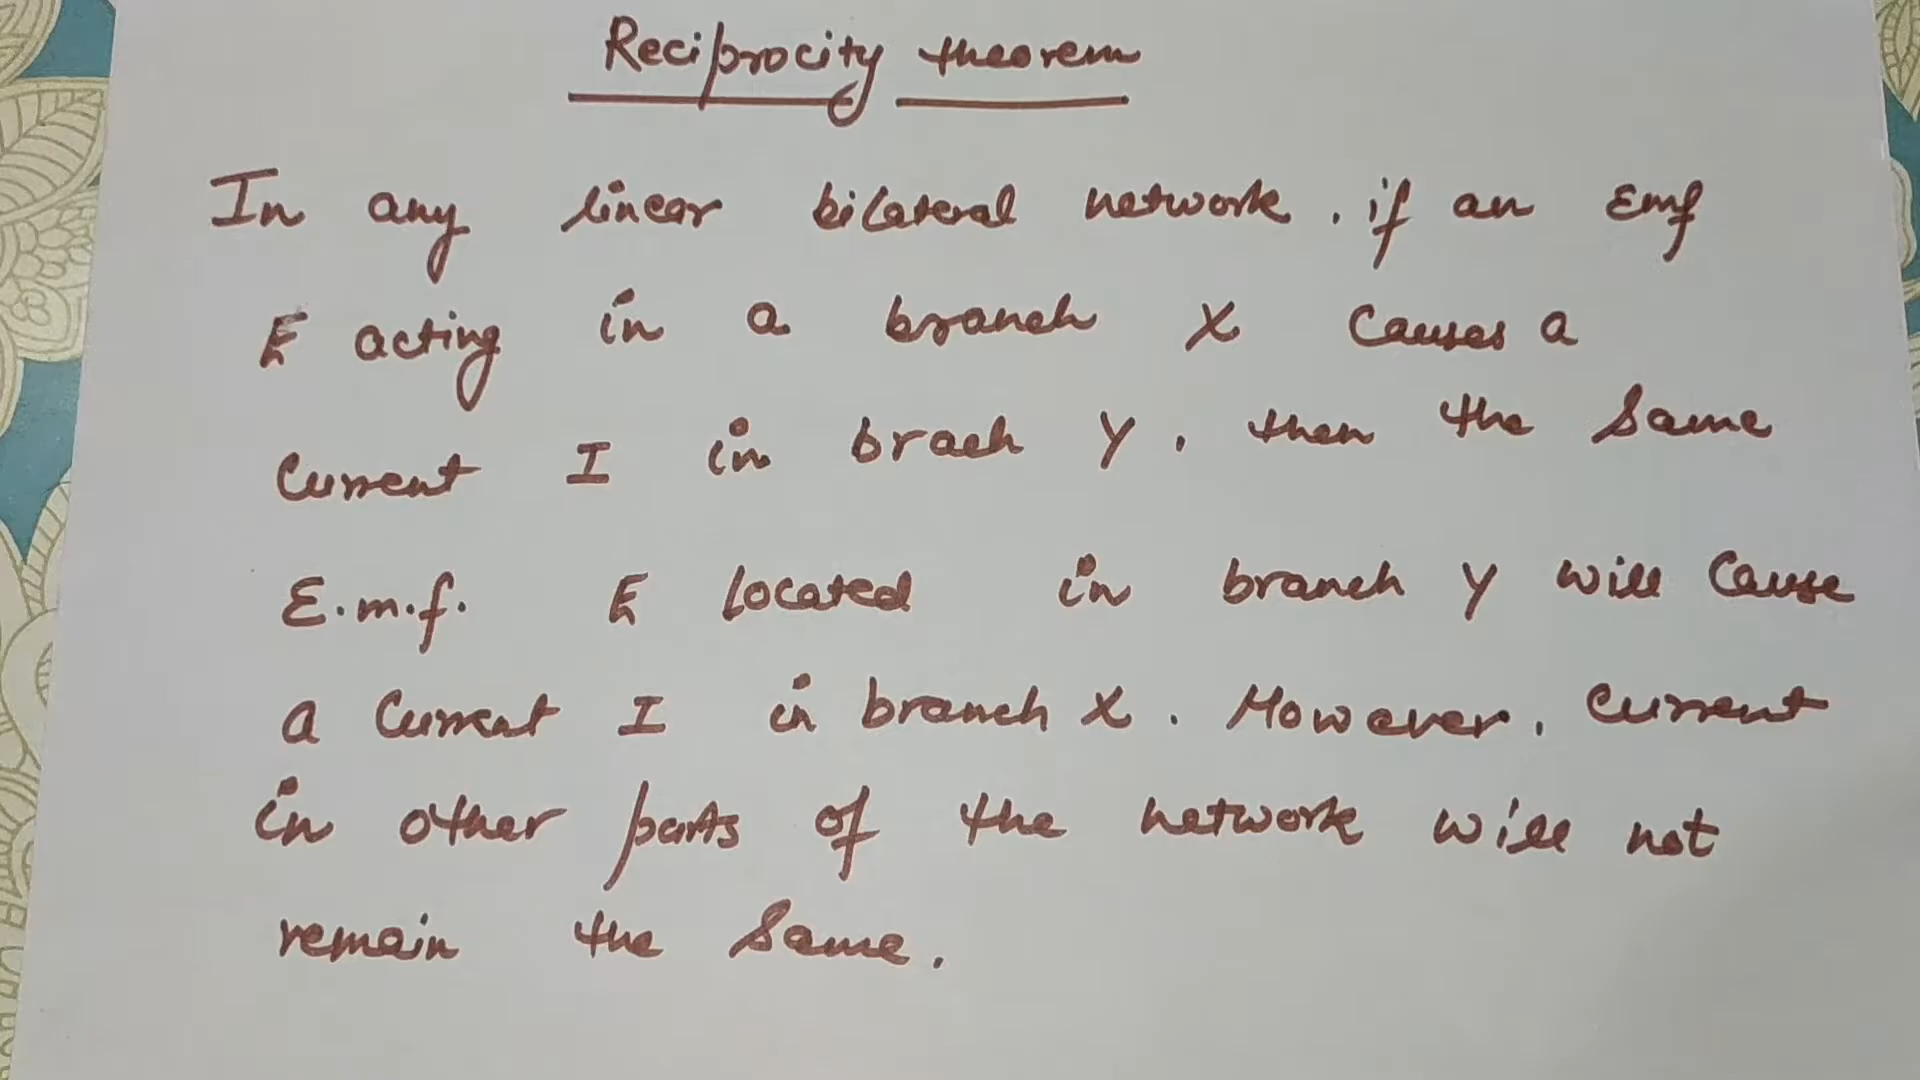 Reciprocity theorem
In any linear bilateral network, if an Emf
E acting in a branch X causes a
Current I in brach Y, then the same
E.m.f. E located in branch Y will cause
a Current I in branch X. However, current
in other parts of the network will not
remain the same.